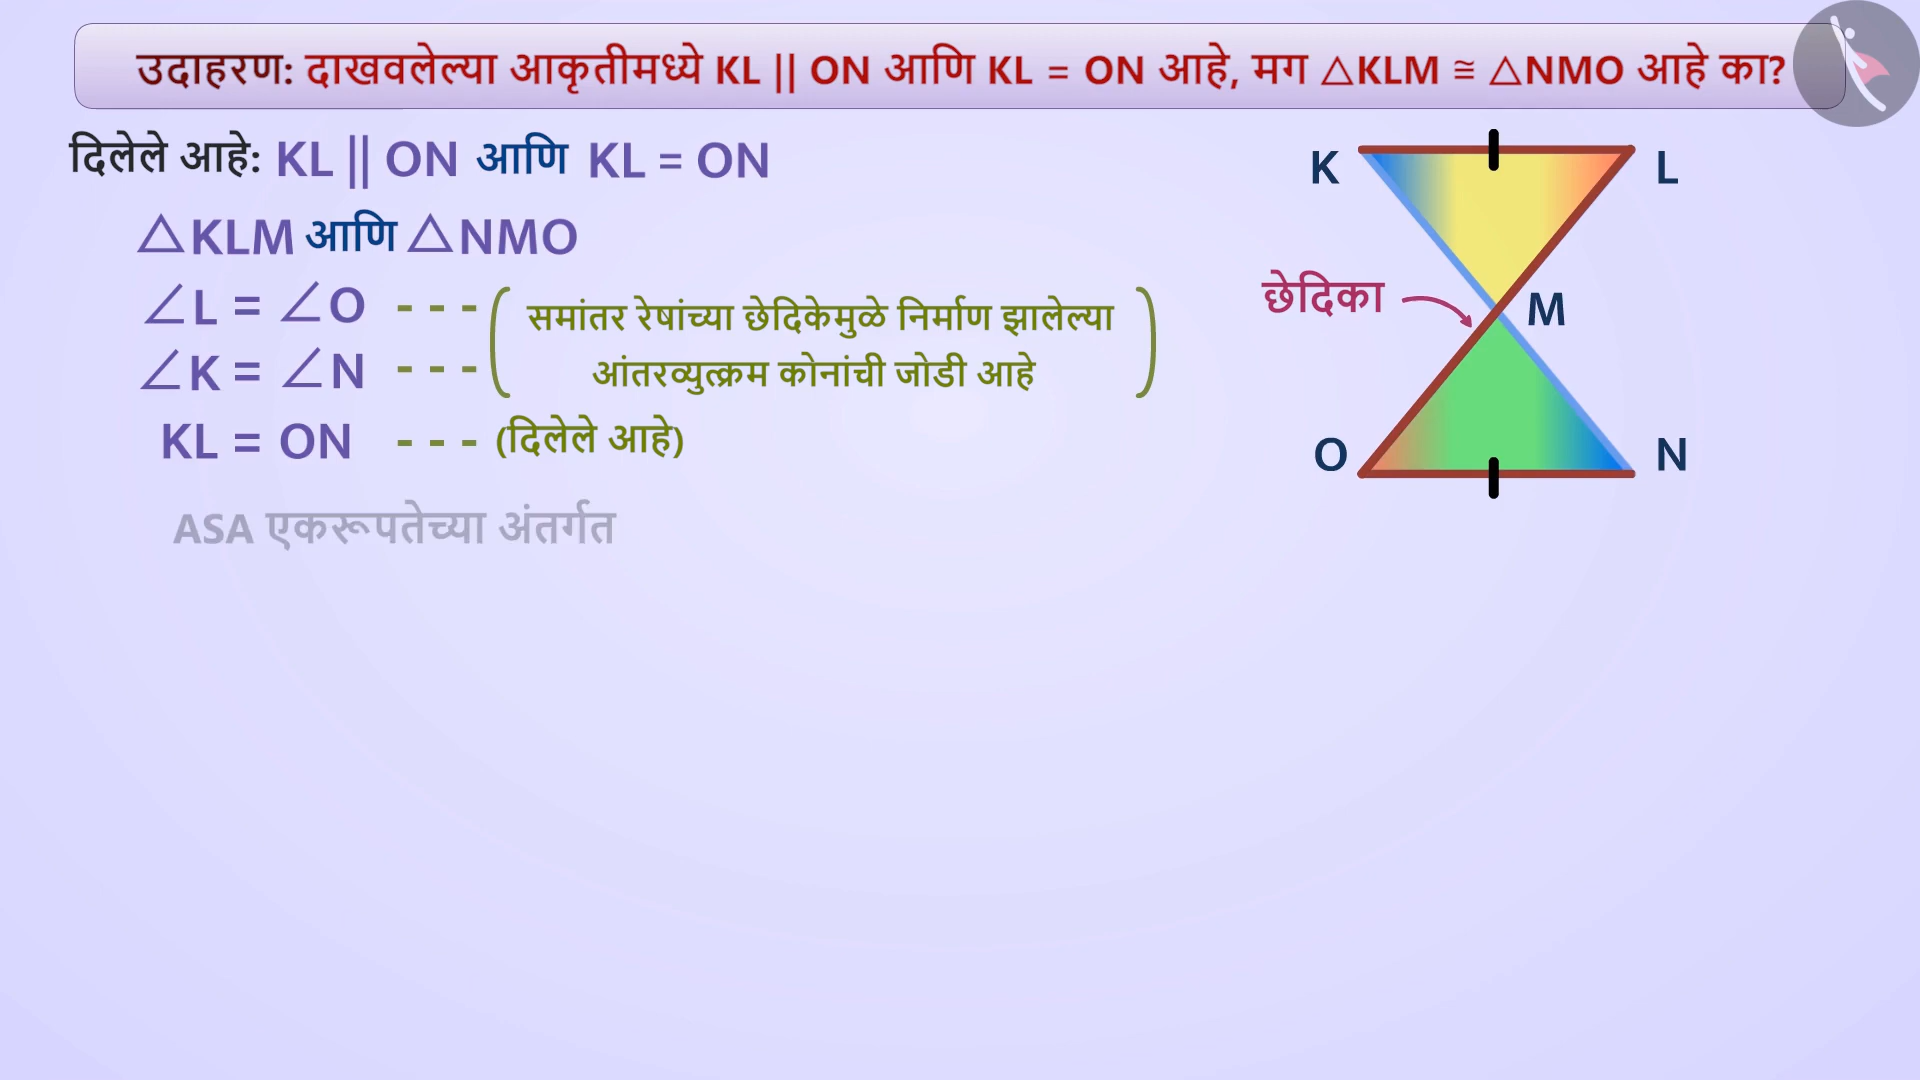 उदाहरण: दाखवलेल्या आकृतीमध्ये KL || ON आणि KL = ON आहे, मग △KLM ≅ △NMO आहे का?
दिलेले आहे: KL || ON आणि KL = ON
△KLM आणि △NMO
∠L = ∠O - - - ( समांतर रेषांच्या छेदिकेमुळे निर्माण झालेल्या
∠K = ∠N - - - आंतरव्युत्क्रम कोनांची जोडी आहे )
KL = ON - - - (दिलेले आहे)
ASA एकरूपतेच्या अंतर्गत
K
L
छेदिका
M
O
N